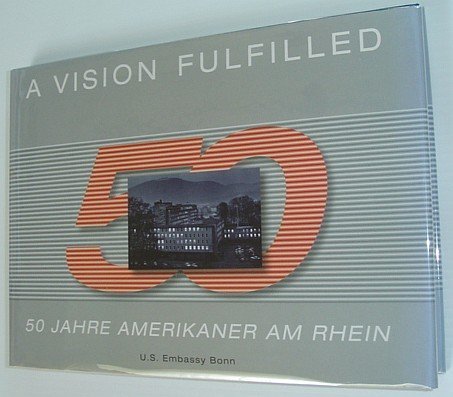 A VISION FULFILLED
50
50 JAHRE AMERIKANER AM RHEIN
U.S. Embassy Bonn